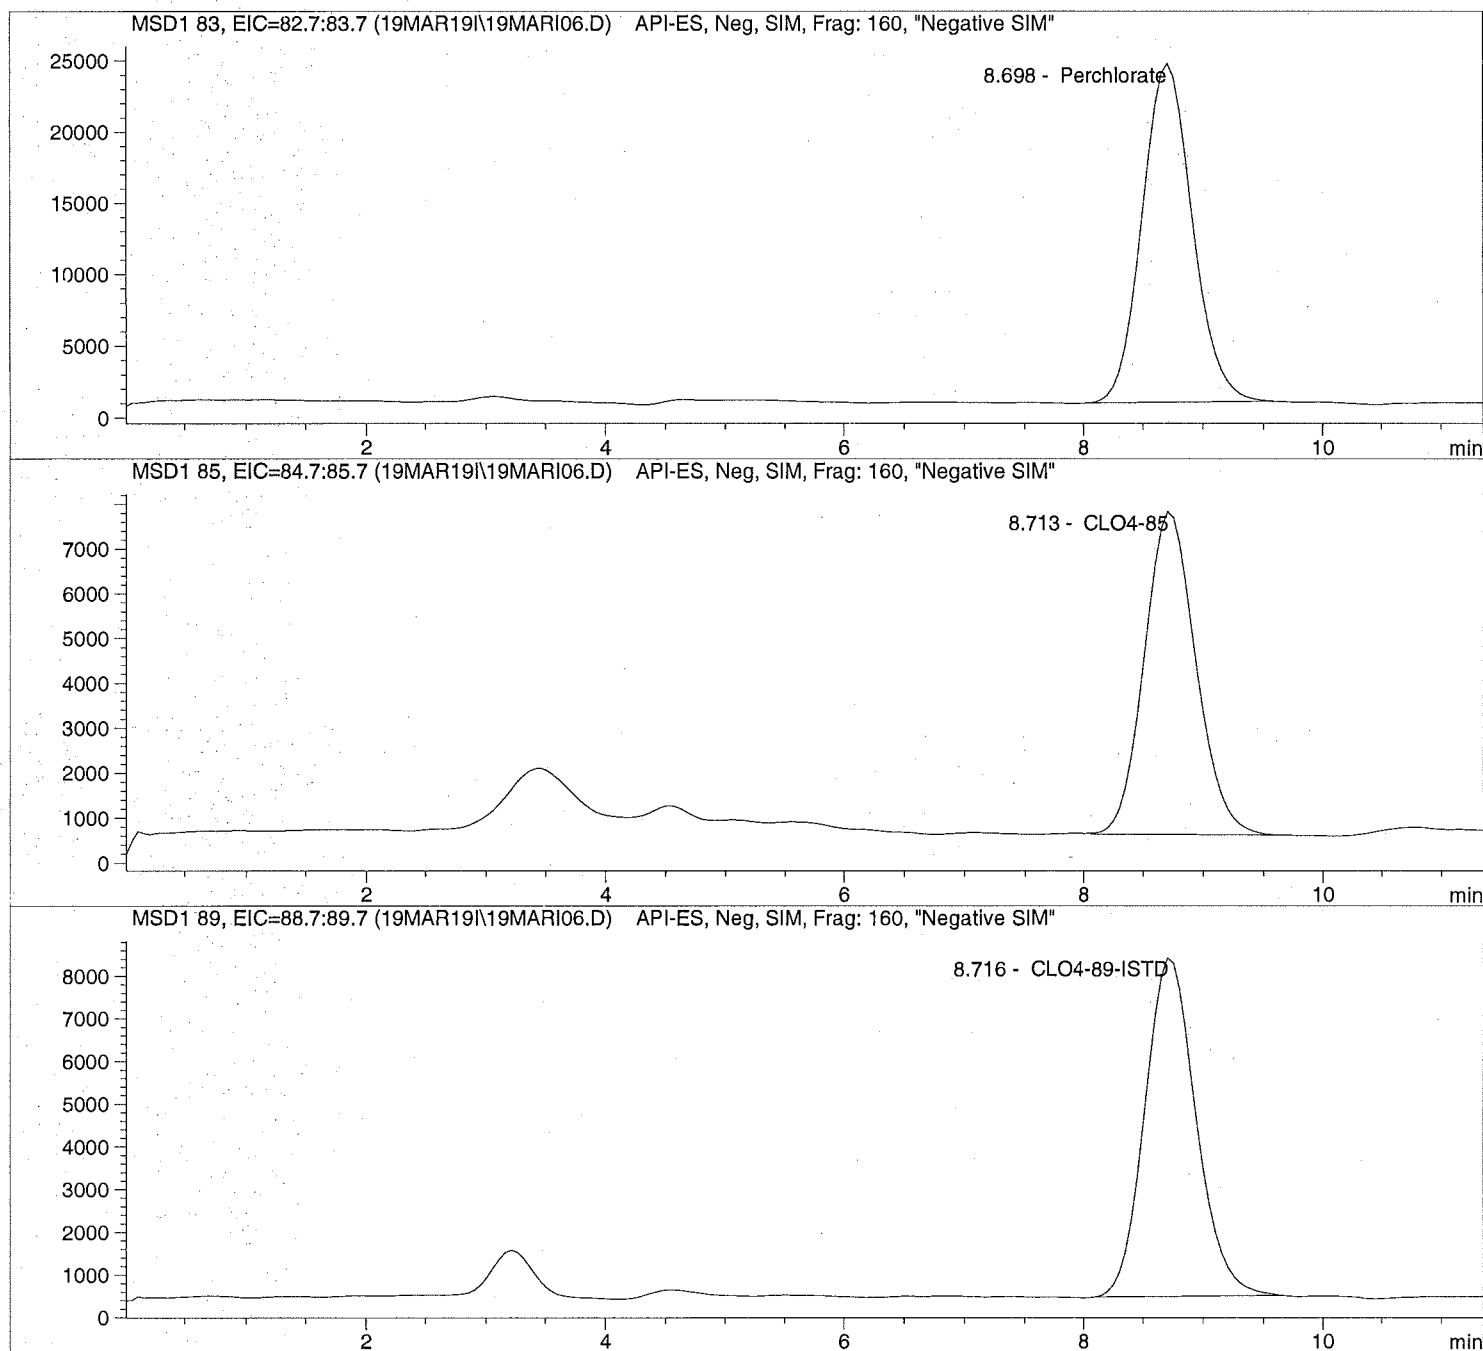 MSD1 83, EIC=82.7:83.7 (19MAR19I\19MARI06.D) API-ES, Neg, SIM, Frag: 160, "Negative SIM"
25000
8.698 - Perchlorate
20000
15000
10000
5000
0
2 4 6 8 10 min
MSD1 85, EIC=84.7:85.7 (19MAR19I\19MARI06.D) API-ES, Neg, SIM, Frag: 160, "Negative SIM"
8.713 - CLO4-85
7000
6000
5000
4000
3000
2000
1000
0
2 4 6 8 10 min
MSD1 89, EIC=88.7:89.7 (19MAR19I\19MARI06.D) API-ES, Neg, SIM, Frag: 160, "Negative SIM"
8.716 - CLO4-89-ISTD
8000
7000
6000
5000
4000
3000
2000
1000
0
2 4 6 8 10 min